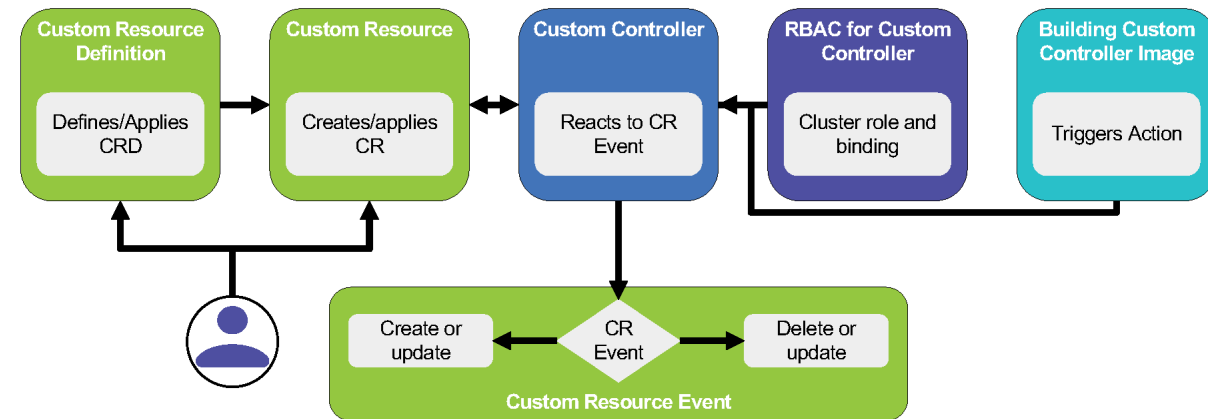 Custom Resource
Definition
Defines/Applies
CRD
Custom Resource
Creates/applies
CR
Custom Controller
Reacts to CR
Event
RBAC for Custom
Controller
Cluster role and
binding
Building Custom
Controller Image
Triggers Action
Create or
update
CR
Event
Delete or
update
Custom Resource Event